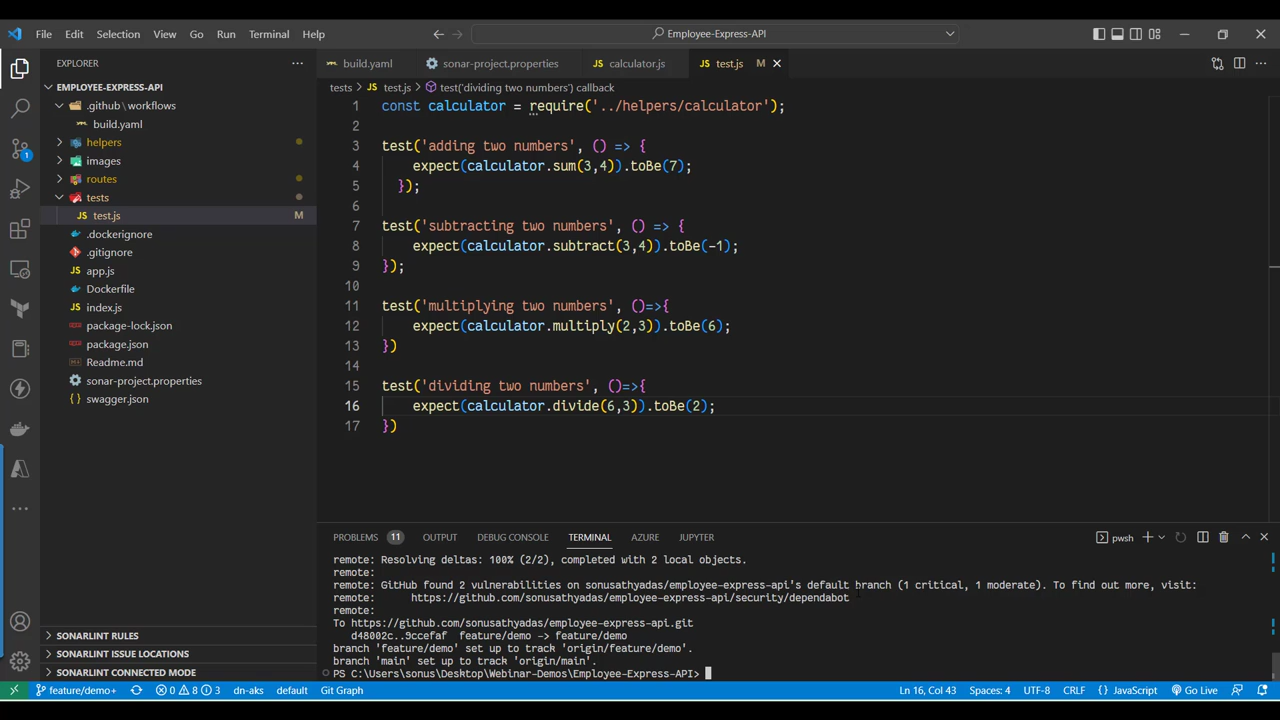 File Edit Selection View Go Run Terminal Help Employee-Express-API
EXPLORER
build.yaml sonar-project.properties calculator.js test.js M
EMPLOYEE-EXPRESS-API
tests > test.js > test('dividing two numbers') callback
.github\workflows
build.yaml
helpers
images
routes
tests
test.js M
.dockerignore
.gitignore
app.js
Dockerfile
index.js
package-lock.json
package.json
Readme.md
sonar-project.properties
swagger.json
SONARLINT RULES
SONARLINT ISSUE LOCATIONS
SONARLINT CONNECTED MODE
1 const calculator = require('../helpers/calculator');
2
3 test('adding two numbers', () => {
4 expect(calculator.sum(3,4)).toBe(7);
5 });
6
7 test('subtracting two numbers', () => {
8 expect(calculator.subtract(3,4)).toBe(-1);
9 });
10
11 test('multiplying two numbers', ()=>{
12 expect(calculator.multiply(2,3)).toBe(6);
13 })
14
15 test('dividing two numbers', ()=>{
16 expect(calculator.divide(6,3)).toBe(2);
17 })
PROBLEMS 11 OUTPUT DEBUG CONSOLE TERMINAL AZURE JUPYTER pwsh
remote: Resolving deltas: 100% (2/2), completed with 2 local objects.
remote:
remote: GitHub found 2 vulnerabilities on sonusathyadas/employee-express-api's default branch (1 critical, 1 moderate). To find out more, visit:
remote: https://github.com/sonusathyadas/employee-express-api/security/dependabot
remote:
To https://github.com/sonusathyadas/employee-express-api.git
d48002c..9ccefaf feature/demo -> feature/demo
branch 'feature/demo' set up to track 'origin/feature/demo'.
branch 'main' set up to track 'origin/main'.
PS C:\Users\sonus\Desktop\Webinar-Demos\Employee-Express-API>
feature/demo+ 0 8 3 dn-aks default Git Graph Ln 16, Col 43 Spaces: 4 UTF-8 CRLF JavaScript Go Live